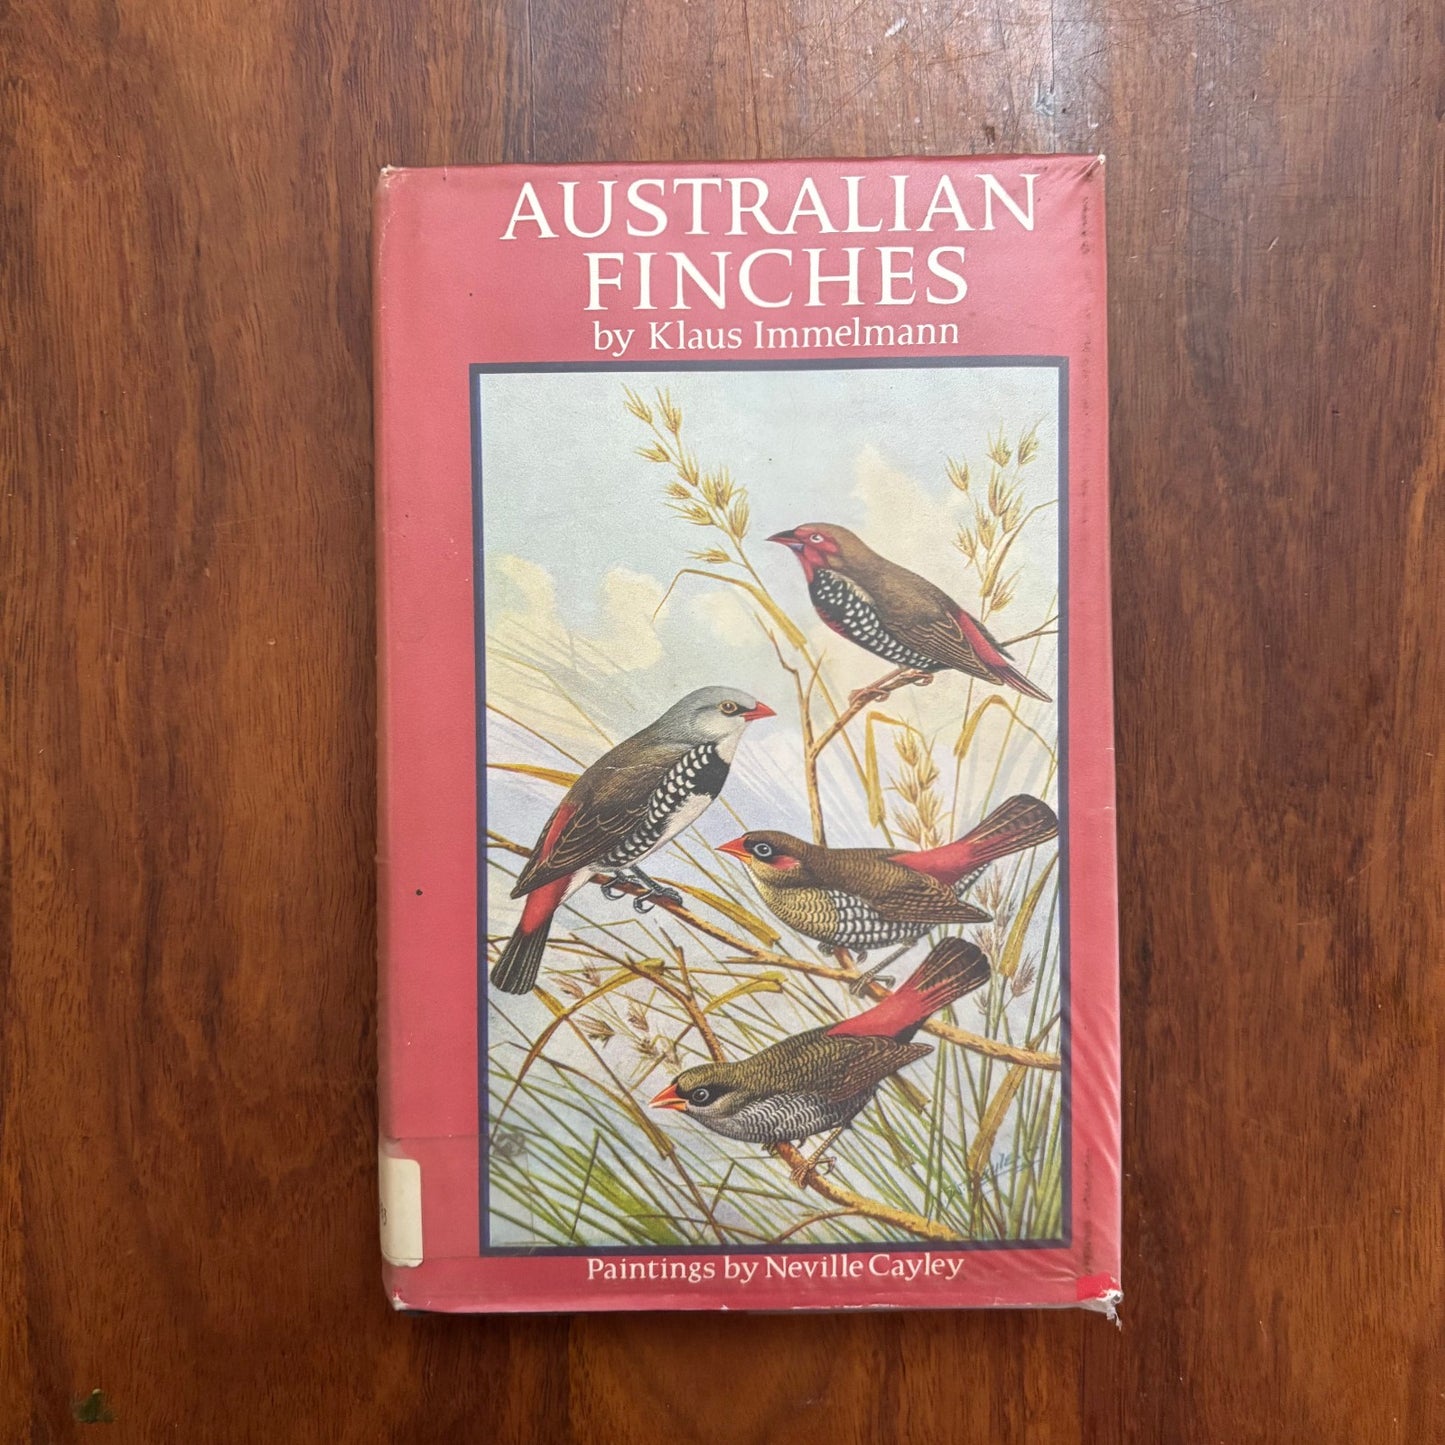 AUSTRALIAN
FINCHES
by Klaus Immelmann
Paintings by Neville Cayley